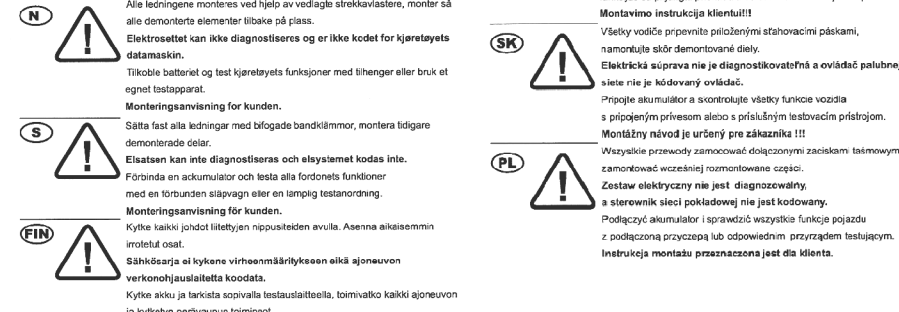 N
Alle ledningene monteres ved hjelp av vedlagte strekkavlastere, monter så
alle demonterte elementer tilbake på plass.
Elektrosettet kan ikke diagnostiseres og er ikke kodet for kjøretøyets
datamaskin.
Tilkoble batteriet og test kjøretøyets funksjoner med tilhenger eller bruk et
egnet testapparat.
Monteringsanvisning for kunden.
S
Sätta fast alla ledningar med bifogade bandklämmor, montera tidigare
demonterade delar.
Elsatsen kan inte diagnostiseras och elsystemet kodas inte.
Förbinda en ackumulator och testa alla fordonets funktioner
med en förbunden släpvagn eller en lämplig testanordning.
Monteringsanvisning för kunden.
FIN
Kytke kaikki johdot liitettyjen nippusiteiden avulla. Asenna aikaisemmin
irrotetut osat.
Sähkösarja ei kykene virheenmääritykseen eikä ajoneuvon
verkonohjauslaitetta koodata.
Kytke akku ja tarkista sopivalla testauslaitteella, toimivatko kaikki ajoneuvon
ja kytketyn perävaunus toiminnot.
Montavimo instrukcija klientui!!!
SK
Všetky vodiče pripevnite priloženými sťahovacími páskami,
namontujte skôr demontované diely.
Elektrická súprava nie je diagnostikovateľná a ovládač palubnej
siete nie je kódovaný ovládač.
Pripojte akumulátor a skontrolujte všetky funkcie vozidla
s pripojeným prívesom alebo s príslušným testovacím prístrojom.
Montážny návod je určený pre zákazníka !!!
PL
Wszystkie przewody zamocować dołączonymi zaciskami taśmowymi
zamontować wcześniej rozmontowane części.
Zestaw elektryczny nie jest diagnozowalny,
a sterownik sieci pokładowej nie jest kodowany.
Podłączyć akumulator i sprawdzić wszystkie funkcje pojazdu
z podłączoną przyczepą lub odpowiednim przyrządem testującym.
Instrukcja montażu przeznaczona jest dla klienta.